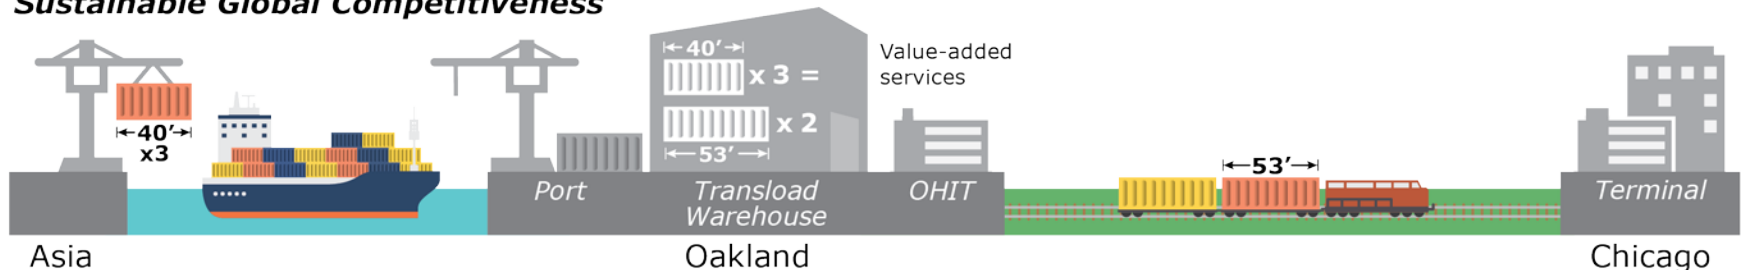 Sustainable Global Competitiveness
40’
x3
40’
x 3 =
x 2
53’
Value-added
services
53’
Port
Transload
Warehouse
OHIT
Terminal
Asia
Oakland
Chicago